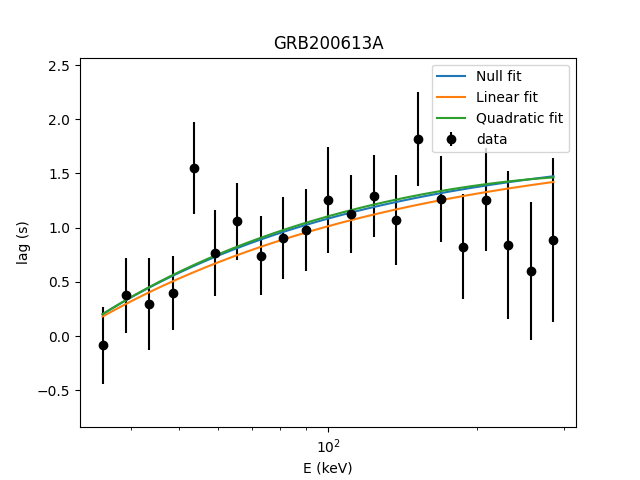 GRB200613A
2.5
2.0
1.5
1.0
0.5
0.0
−0.5
lag (s)
Null fit
Linear fit
Quadratic fit
data
10²
E (keV)